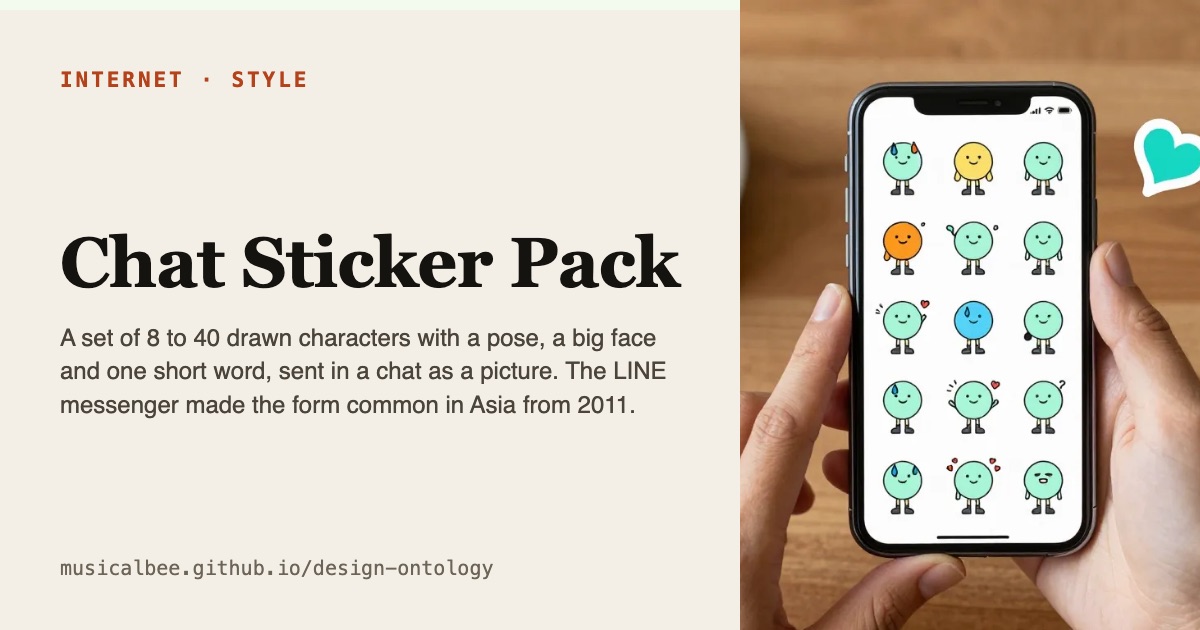 INTERNET · STYLE
Chat Sticker Pack
A set of 8 to 40 drawn characters with a pose, a big face
and one short word, sent in a chat as a picture. The LINE
messenger made the form common in Asia from 2011.
musicalbee.github.io/design-ontology